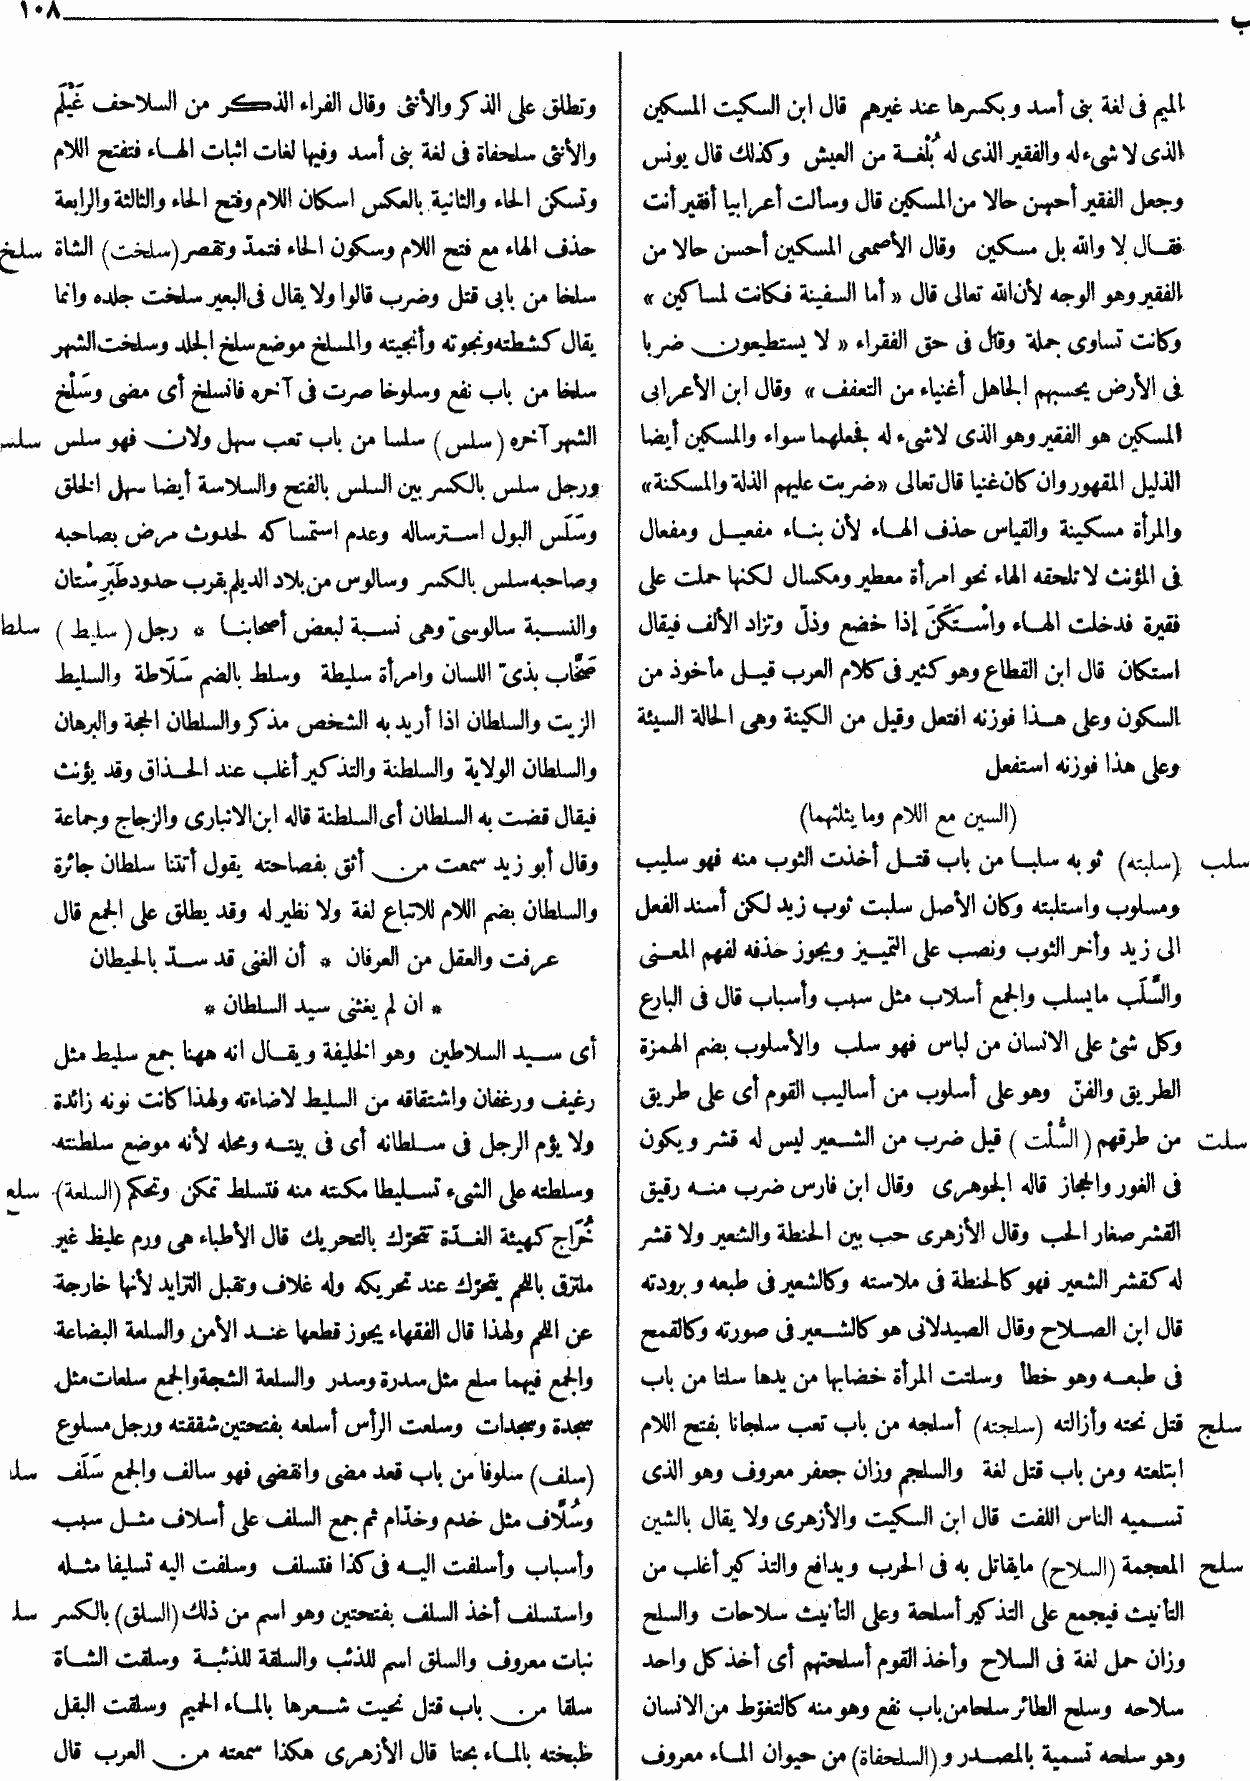 ١٠٨
ب
الميم فى لغة بنى أسد وبكسرها عند غيرهم قال ابن السكيت المسكين
الذى لا شىء له والفقير الذى له بُلْغة من العيش وكذلك قال يونس
وجعل الفقير أحسن حالا من المسكين قال وسألت أعرابيا أفقير أنت
فقال لا والله بل مسكين وقال الأصمعى المسكين أحسن حالا من
الفقير وهو الوجه لأن الله تعالى قال « أما السفينة فكانت لمساكين »
وكانت تساوى جملة وقال فى حق الفقراء « لا يستطيعون ضربا
فى الأرض يحسبهم الجاهل أغنياء من التعفف » وقال ابن الأعرابى
المسكين هو الفقير وهو الذى لاشىء له فجعلهما سواء والمسكين أيضا
الذليل المقهور وان كان غنيا قال تعالى « ضربت عليهم الذلة والمسكنة»
والمرأة مسكينة والقياس حذف الهاء لأن بناء مفعيل ومفعال
فى المؤنث لا تلحقه الهاء نحو امرأة معطير ومكسال لكنها حملت على
فقيرة فدخلت الهاء واسْتَكَنَ إذا خضع وذلّ وتزاد الألف فيقال
استكان قال ابن القطاع وهو كثير فى كلام العرب قيل مأخوذ من
السكون وعلى هذا فوزنه افتعل وقيل من الكينة وهى الحالة السيئة
وعلى هذا فوزنه استفعل
(السين مع اللام وما يثلثهما)
سلب (سلبته) ثوبه سلبا من باب قتل أخذت الثوب منه فهو سليب
ومسلوب واستلبته وكان الأصل سلبت ثوب زيد لكن أسند الفعل
الى زيد وأخر الثوب ونصب على التمييز ويجوز حذفه لفهم المعنى
والسَّلَب مايسلب والجمع أسلاب مثل سبب وأسباب قال فى البارع
وكل شئ على الانسان من لباس فهو سلب والأسلوب بضم الهمزة
الطريق والفنّ وهو على أسلوب من أساليب القوم أى على طريق
سلت من طرقهم (السُّلْت) قيل ضرب من الشعير ليس له قشر ويكون
فى الغور والحجاز قاله الجوهرى وقال ابن فارس ضرب منه رقيق
القشر صغار الحب وقال الأزهرى حب بين الحنطة والشعير ولا قشر
له كقشر الشعير فهو كالحنطة فى ملاسته وكالشعير فى طبعه وبرودته
قال ابن الصلاح وقال الصيدلانى هو كالشعير فى صورته وكالقمح
فى طبعه وهو خطأ وسلتت المرأة خضابها من يدها سلتا من باب
سلج قتل نحته وأزالته (سلجته) أسلجه من باب تعب سلجانا بفتح اللام
ابتلعته ومن باب قتل لغة والسلجم وزان جعفر معروف وهو الذى
تسميه الناس اللفت قال ابن السكيت والأزهرى ولا يقال بالشين
سلح المعجمة (السلاح) مايقاتل به فى الحرب ويدافع والتذكير أغلب من
التأنيث فيجمع على التذكير أسلحة وعلى التأنيث سلاحات والسلح
وزان حمل لغة فى السلاح وأخذ القوم أسلحتهم أى أخذ كل واحد
سلاحه وسلح الطائر سلحا من باب نفع وهو منه كالتغوّط من الانسان
وهو سلحه تسمية بالمصدر و(السلحفاة) من حيوان الماء معروف
وتطلق على الذكر والأنثى وقال الفراء الذكر من السلاحف غَيْلَم
والأنثى سلحفاة فى لغة بنى أسد وفيها لغات اثبات الهاء فتفتح اللام
وتسكن الحاء والثانية بالعكس اسكان اللام وفتح الحاء والثالثة والرابعة
حذف الهاء مع فتح اللام وسكون الحاء فتمدّ وتقصر (سلخت) الشاة سلخ
سلخا من بابى قتل وضرب قالوا ولا يقال فى البعير سلخت جلده وانما
يقال كشطته ونجوته وأنجيته والمسلخ موضع سلخ الجلد وسلخت الشهر
سلخا من باب نفع وسلوخا صرت فى آخره فانسلخ أى مضى وسَلْخ
الشهر آخره (سلس) سلسا من باب تعب سهل ولان فهو سلس سلس
ورجل سلس بالكسر بين السلس بالفتح والسلاسة أيضا سهل الخلق
وسَلَس البول استرساله وعدم استمساكه لحدوث مرض بصاحبه
وصاحبه سلس بالكسر وسالوس من بلاد الديلم بقرب حدود طَبَرِسْتان
والنسبة سالوسىّ وهى نسبة لبعض أصحابنا * رجل (سليط) سلط
صَخَّاب بذىّ اللسان وامرأة سليطة وسلط بالضم سَلَاطة والسليط
الزيت والسلطان اذا أريد به الشخص مذكر والسلطان الحجة والبرهان
والسلطان الولاية والسلطنة والتذكير أغلب عند الحذاق وقد يؤنث
فيقال قضت به السلطان أى السلطنة قاله ابن الانبارى والزجاج وجماعة
وقال أبو زيد سمعت من أثق بفصاحته يقول أتتنا سلطان جائرة
والسلطان بضم اللام للاتباع لغة ولا نظير له وقد يطلق على الجمع قال
عرفت والعقل من العرفان * أن الغنى قد سدّ بالحيطان
* ان لم يغثنى سيد السلطان *
أى سيد السلاطين وهو الخليفة ويقال انه ههنا جمع سليط مثل
رغيف ورغفان واشتقاقه من السليط لاضاءته ولهذا كانت نونه زائدة
ولا يؤم الرجل فى سلطانه أى فى بيته ومحله لأنه موضع سلطنته
وسلطته على الشىء تسليطا مكنته منه فتسلط تمكن وتحكم (السلعة) سلع
خُرَاج كهيئة الغدّة تتحرّك بالتحريك قال الأطباء هى ورم غليظ غير
ملتزق باللحم يتحرّك عند تحريكه وله غلاف وتقبل التزايد لأنها خارجة
عن اللحم ولهذا قال الفقهاء يجوز قطعها عند الأمن والسلعة البضاعة
والجمع فيهما سلع مثل سدرة وسدر والسلعة الشجة والجمع سلعات مثل
سجدة وسجدات وسلعت الرأس أسلعه بفتحتين شققته ورجل مسلوع
(سلف) سلوفا من باب قعد مضى وانقضى فهو سالف والجمع سَلَف سلـ
وسُلَّاف مثل خدم وخدّام ثم جمع السلف على أسلاف مثل سبب
وأسباب وأسلفت اليه فى كذا فتسلف وسلفت اليه تسليفا مثله
واستسلف أخذ السلف بفتحتين وهو اسم من ذلك (السلق) بالكسر سلـ
نبات معروف والسلق اسم للذئب والسلقة للذئبة وسلقت الشاة
سلقا من باب قتل نحيت شعرها بالماء الحميم وسلقت البقل
طبخته بالماء بحتا قال الأزهرى هكذا سمعته من العرب قال